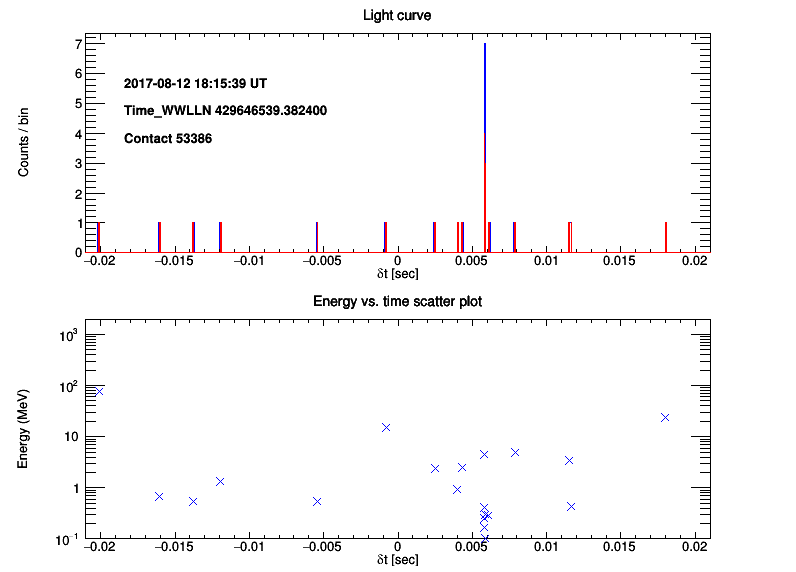 Light curve
Counts / bin
7
6
5
4
3
2
1
0
2017-08-12 18:15:39 UT
Time_WWLLN 429646539.382400
Contact 53386
−0.02 −0.015 −0.01 −0.005 0 0.005 0.01 0.015 0.02
δt [sec]
Energy vs. time scatter plot
Energy (MeV)
10³
10²
10
1
10⁻¹
−0.02 −0.015 −0.01 −0.005 0 0.005 0.01 0.015 0.02
δt [sec]